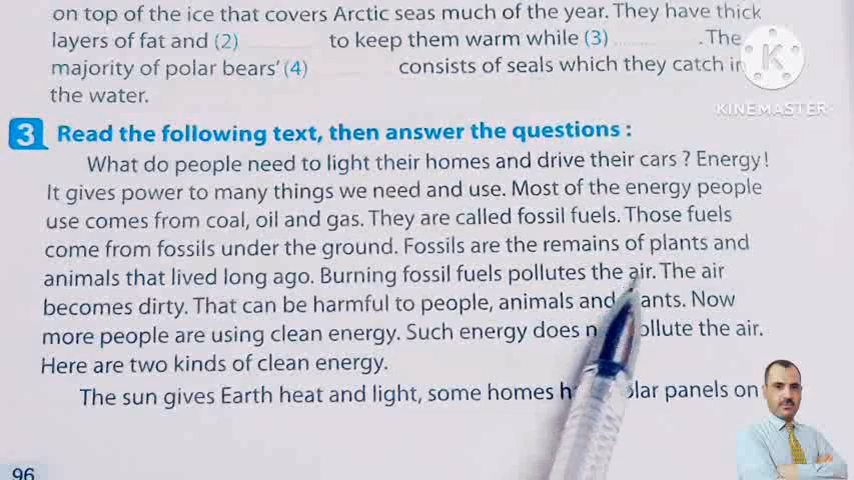 on top of the ice that covers Arctic seas much of the year. They have thick
layers of fat and (2) to keep them warm while (3) . The
majority of polar bears' (4) consists of seals which they catch in
the water.
K
KINEMASTER
3 Read the following text, then answer the questions :
What do people need to light their homes and drive their cars ? Energy!
It gives power to many things we need and use. Most of the energy people
use comes from coal, oil and gas. They are called fossil fuels. Those fuels
come from fossils under the ground. Fossils are the remains of plants and
animals that lived long ago. Burning fossil fuels pollutes the air. The air
becomes dirty. That can be harmful to people, animals and plants. Now
more people are using clean energy. Such energy does pollute the air.
Here are two kinds of clean energy.
The sun gives Earth heat and light, some homes solar panels on
96